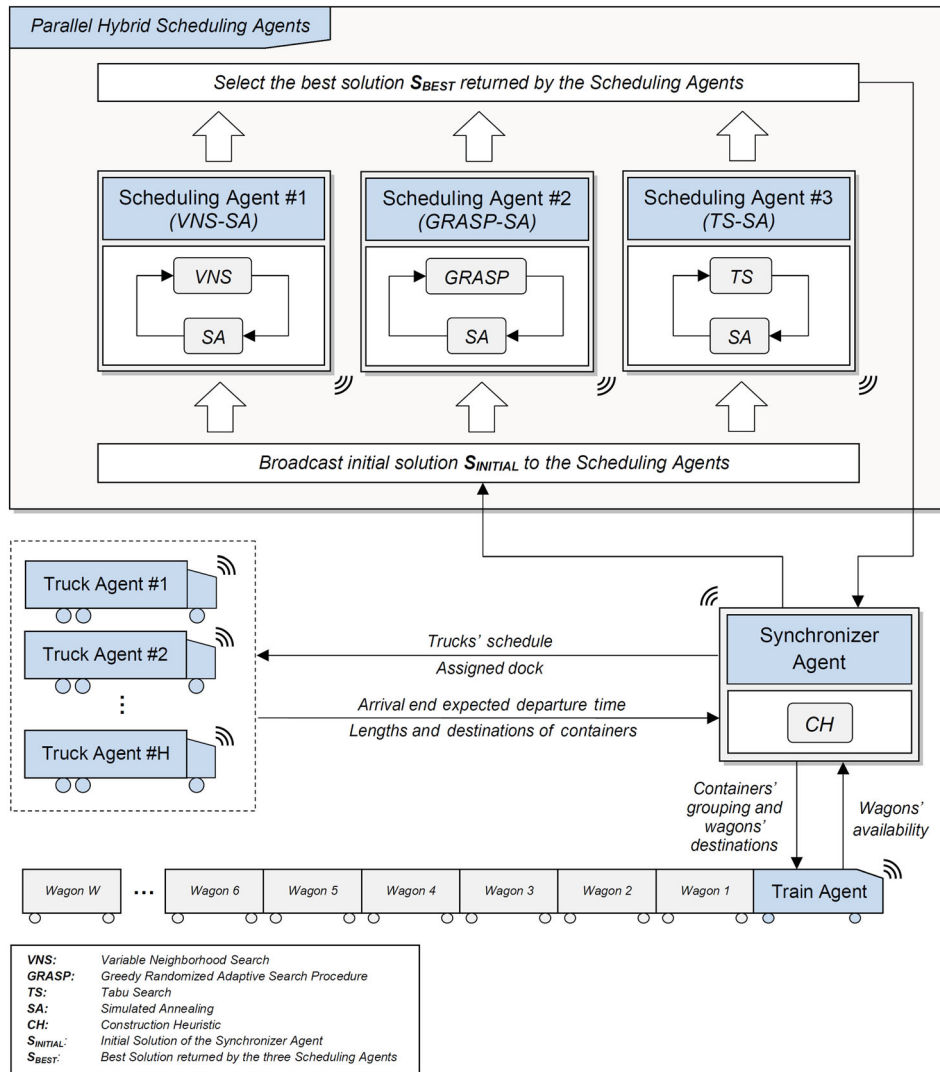 Parallel Hybrid Scheduling Agents
Select the best solution S_BEST returned by the Scheduling Agents
Scheduling Agent #1
(VNS-SA)
VNS
SA
Scheduling Agent #2
(GRASP-SA)
GRASP
SA
Scheduling Agent #3
(TS-SA)
TS
SA
Broadcast initial solution S_INITIAL to the Scheduling Agents
Truck Agent #1
Truck Agent #2
⋮
Truck Agent #H
Trucks' schedule
Assigned dock
Arrival end expected departure time
Lengths and destinations of containers
Synchronizer
Agent
CH
Containers'
grouping and
wagons'
destinations
Wagons'
availability
Wagon W
...
Wagon 6
Wagon 5
Wagon 4
Wagon 3
Wagon 2
Wagon 1
Train Agent
VNS: Variable Neighborhood Search
GRASP: Greedy Randomized Adaptive Search Procedure
TS: Tabu Search
SA: Simulated Annealing
CH: Construction Heuristic
S_INITIAL: Initial Solution of the Synchronizer Agent
S_BEST: Best Solution returned by the three Scheduling Agents